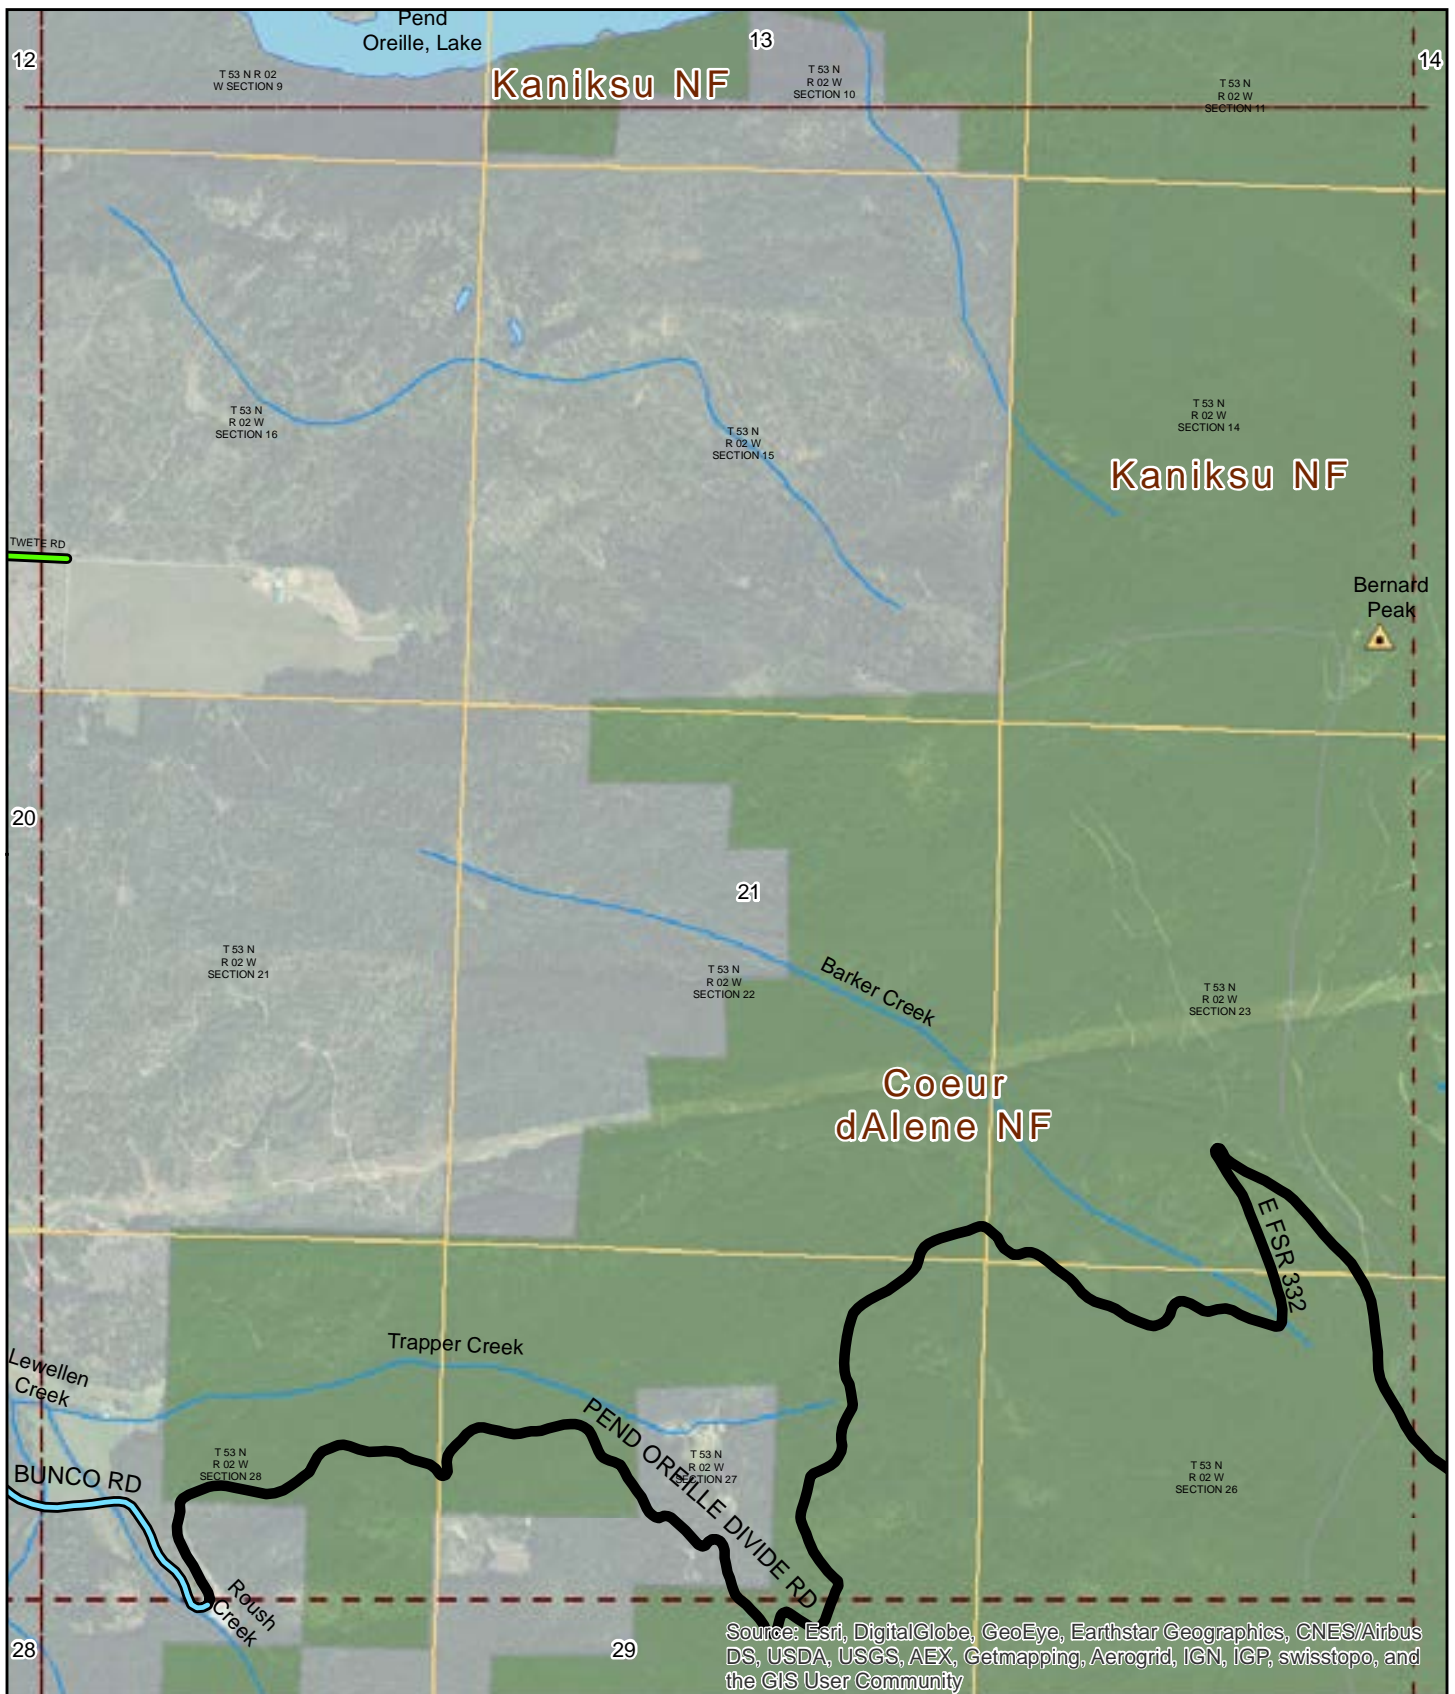 Pend
Oreille, Lake
12
13
14
T 53 N R 02
W SECTION 9
Kaniksu NF
T 53 N
R 02 W
SECTION 10
T 53 N
R 02 W
SECTION 11
T 53 N
R 02 W
SECTION 16
T 53 N
R 02 W
SECTION 15
T 53 N
R 02 W
SECTION 14
Kaniksu NF
TWETE RD
Bernard
Peak
20
21
T 53 N
R 02 W
SECTION 21
T 53 N
R 02 W
SECTION 22
Barker Creek
T 53 N
R 02 W
SECTION 23
Coeur
dAlene NF
E FSR 332
Trapper Creek
Lewellen
Creek
PEND OREILLE DIVIDE RD
T 53 N
R 02 W
SECTION 28
T 53 N
R 02 W
SECTION 27
T 53 N
R 02 W
SECTION 26
BUNCO RD
Roush
Creek
28
29
Source: Esri, DigitalGlobe, GeoEye, Earthstar Geographics, CNES/Airbus
DS, USDA, USGS, AEX, Getmapping, Aerogrid, IGN, IGP, swisstopo, and
the GIS User Community